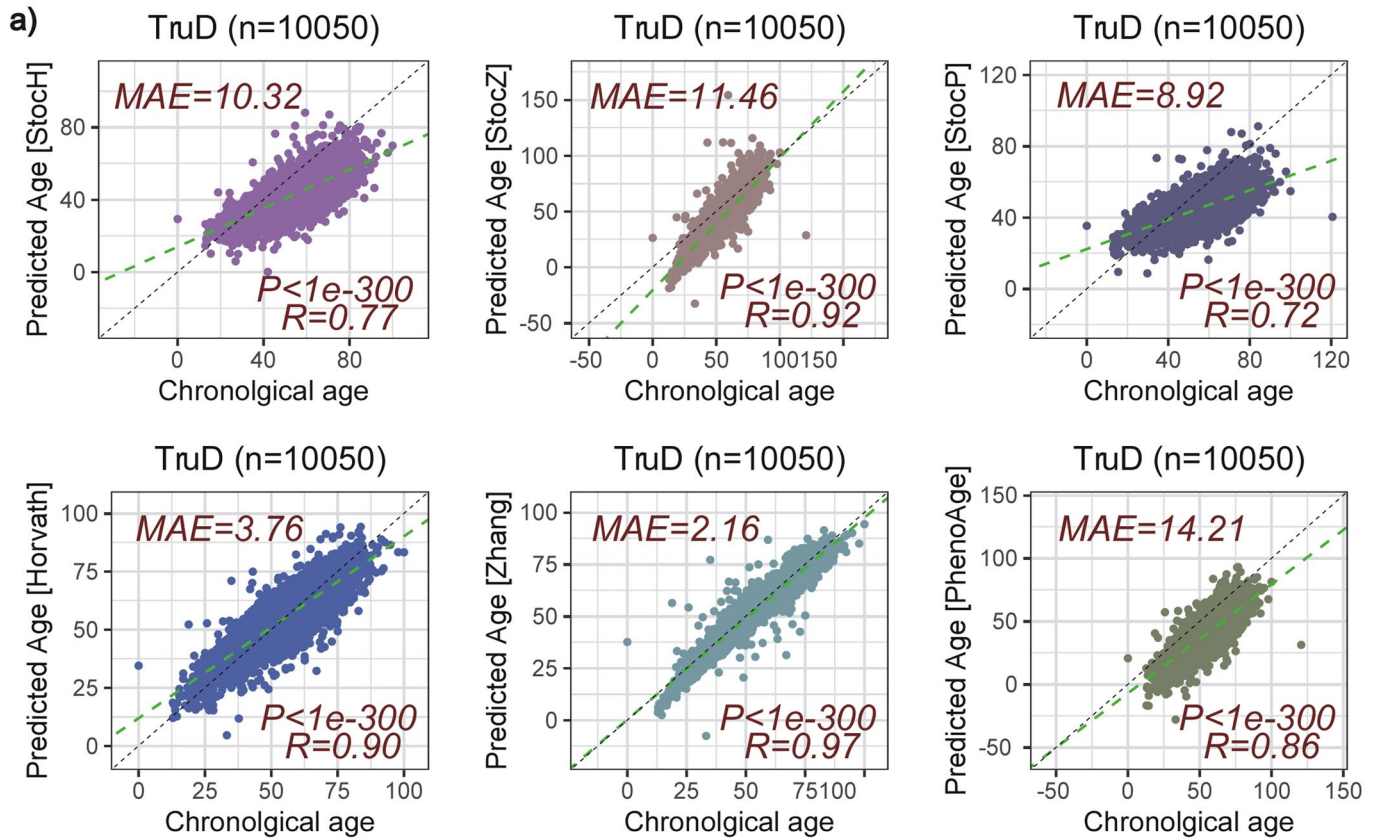 a)
TruD (n=10050)
MAE=10.32
Predicted Age [StocH]
80
40
0
P<1e-300
R=0.77
0 40 80
Chronolgical age
TruD (n=10050)
MAE=11.46
Predicted Age [StocZ]
150
100
50
0
-50
P<1e-300
R=0.92
-50 0 50 100150
Chronolgical age
TruD (n=10050)
MAE=8.92
Predicted Age [StocP]
120
80
40
0
P<1e-300
R=0.72
0 40 80 120
Chronolgical age
TruD (n=10050)
MAE=3.76
Predicted Age [Horvath]
100
75
50
25
0
P<1e-300
R=0.90
0 25 50 75 100
Chronolgical age
TruD (n=10050)
MAE=2.16
Predicted Age [Zhang]
100
75
50
25
0
P<1e-300
R=0.97
0 25 50 75100
Chronolgical age
TruD (n=10050)
MAE=14.21
Predicted Age [PhenoAge]
150
100
50
0
-50
P<1e-300
R=0.86
-50 0 50 100 150
Chronolgical age